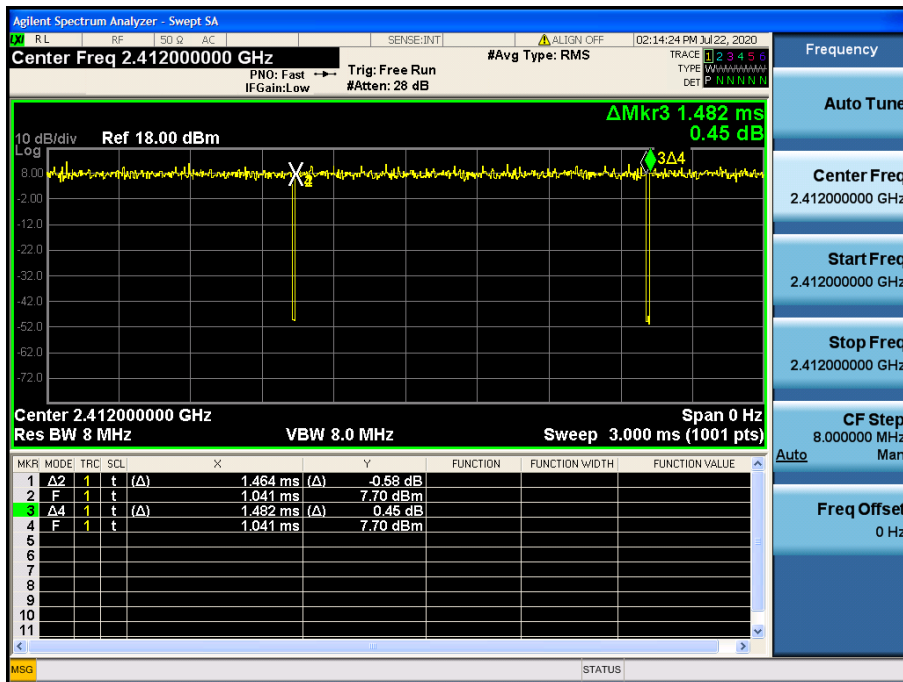 Agilent Spectrum Analyzer - Swept SA
LXI RL RF 50 Ω AC SENSE:INT ALIGN OFF 02:14:24 PM Jul 22, 2020
Center Freq 2.412000000 GHz
PNO: Fast
IFGain:Low
Trig: Free Run
#Atten: 28 dB
#Avg Type: RMS
TRACE 1 2 3 4 5 6
TYPE WWWWWW
DET P N N N N N
ΔMkr3 1.482 ms
0.45 dB
10 dB/div Ref 18.00 dBm
Log
3Δ4
8.00
-2.00
-12.0
-22.0
-32.0
-42.0
-52.0
-62.0
-72.0
Center 2.412000000 GHz Span 0 Hz
Res BW 8 MHz VBW 8.0 MHz Sweep 3.000 ms (1001 pts)
MKR MODE TRC SCL X Y FUNCTION FUNCTION WIDTH FUNCTION VALUE
1 Δ2 1 t (Δ) 1.464 ms (Δ) -0.58 dB
2 F 1 t 1.041 ms 7.70 dBm
3 Δ4 1 t (Δ) 1.482 ms (Δ) 0.45 dB
4 F 1 t 1.041 ms 7.70 dBm
5
6
7
8
9
10
11
MSG STATUS
Frequency
Auto Tune
Center Freq
2.412000000 GHz
Start Freq
2.412000000 GHz
Stop Freq
2.412000000 GHz
CF Step
8.000000 MHz
Auto Man
Freq Offset
0 Hz